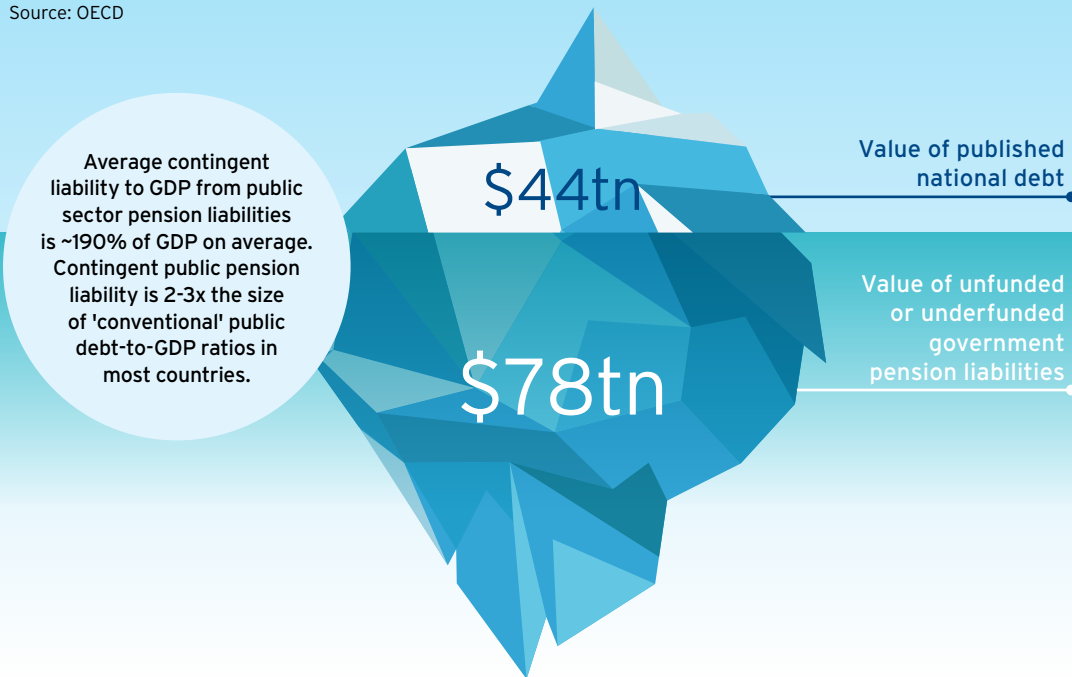 Source: OECD
Average contingent
liability to GDP from public
sector pension liabilities
is ~190% of GDP on average.
Contingent public pension
liability is 2-3x the size
of 'conventional' public
debt-to-GDP ratios in
most countries.
$44tn
Value of published
national debt
$78tn
Value of unfunded
or underfunded
government
pension liabilities